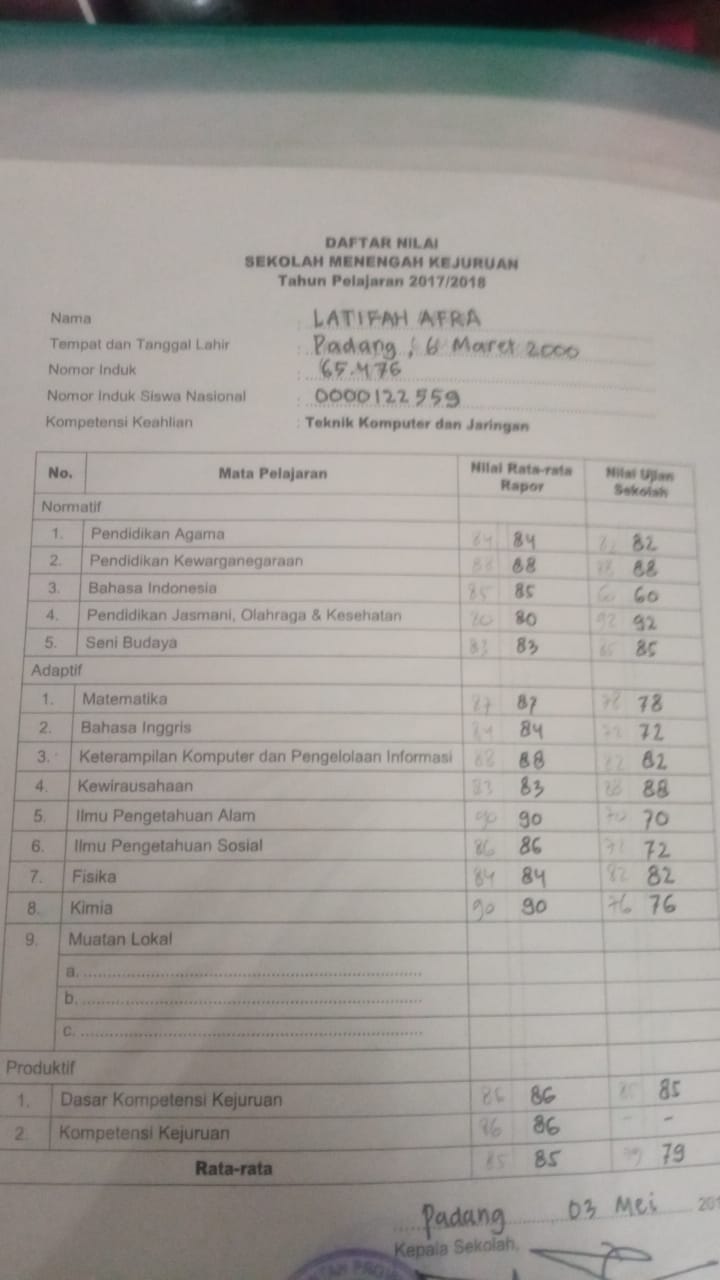 DAFTAR NILAI
SEKOLAH MENENGAH KEJURUAN
Tahun Pelajaran 2017/2018
Nama : LATIFAH AFRA
Tempat dan Tanggal Lahir : Padang, 6 Maret 2000
Nomor Induk : 65.476
Nomor Induk Siswa Nasional : 0000122559
Kompetensi Keahlian : Teknik Komputer dan Jaringan
No. Mata Pelajaran Nilai Rata-rata Rapor Nilai Ujian Sekolah
Normatif
1. Pendidikan Agama 84 84 82 82
2. Pendidikan Kewarganegaraan 88 88 88 88
3. Bahasa Indonesia 85 85 60 60
4. Pendidikan Jasmani, Olahraga & Kesehatan 80 80 92 92
5. Seni Budaya 83 83 85 85
Adaptif
1. Matematika 87 87 78 78
2. Bahasa Inggris 84 84 72 72
3. Keterampilan Komputer dan Pengelolaan Informasi 88 88 82 82
4. Kewirausahaan 83 83 88 88
5. Ilmu Pengetahuan Alam 90 90 70 70
6. Ilmu Pengetahuan Sosial 86 86 72 72
7. Fisika 84 84 82 82
8. Kimia 90 90 76 76
9. Muatan Lokal
a.
b.
c.
Produktif
1. Dasar Kompetensi Kejuruan 86 86 85 85
2. Kompetensi Kejuruan 86 86 - -
Rata-rata 85 85 79 79
Padang, 03 Mei 201
Kepala Sekolah,